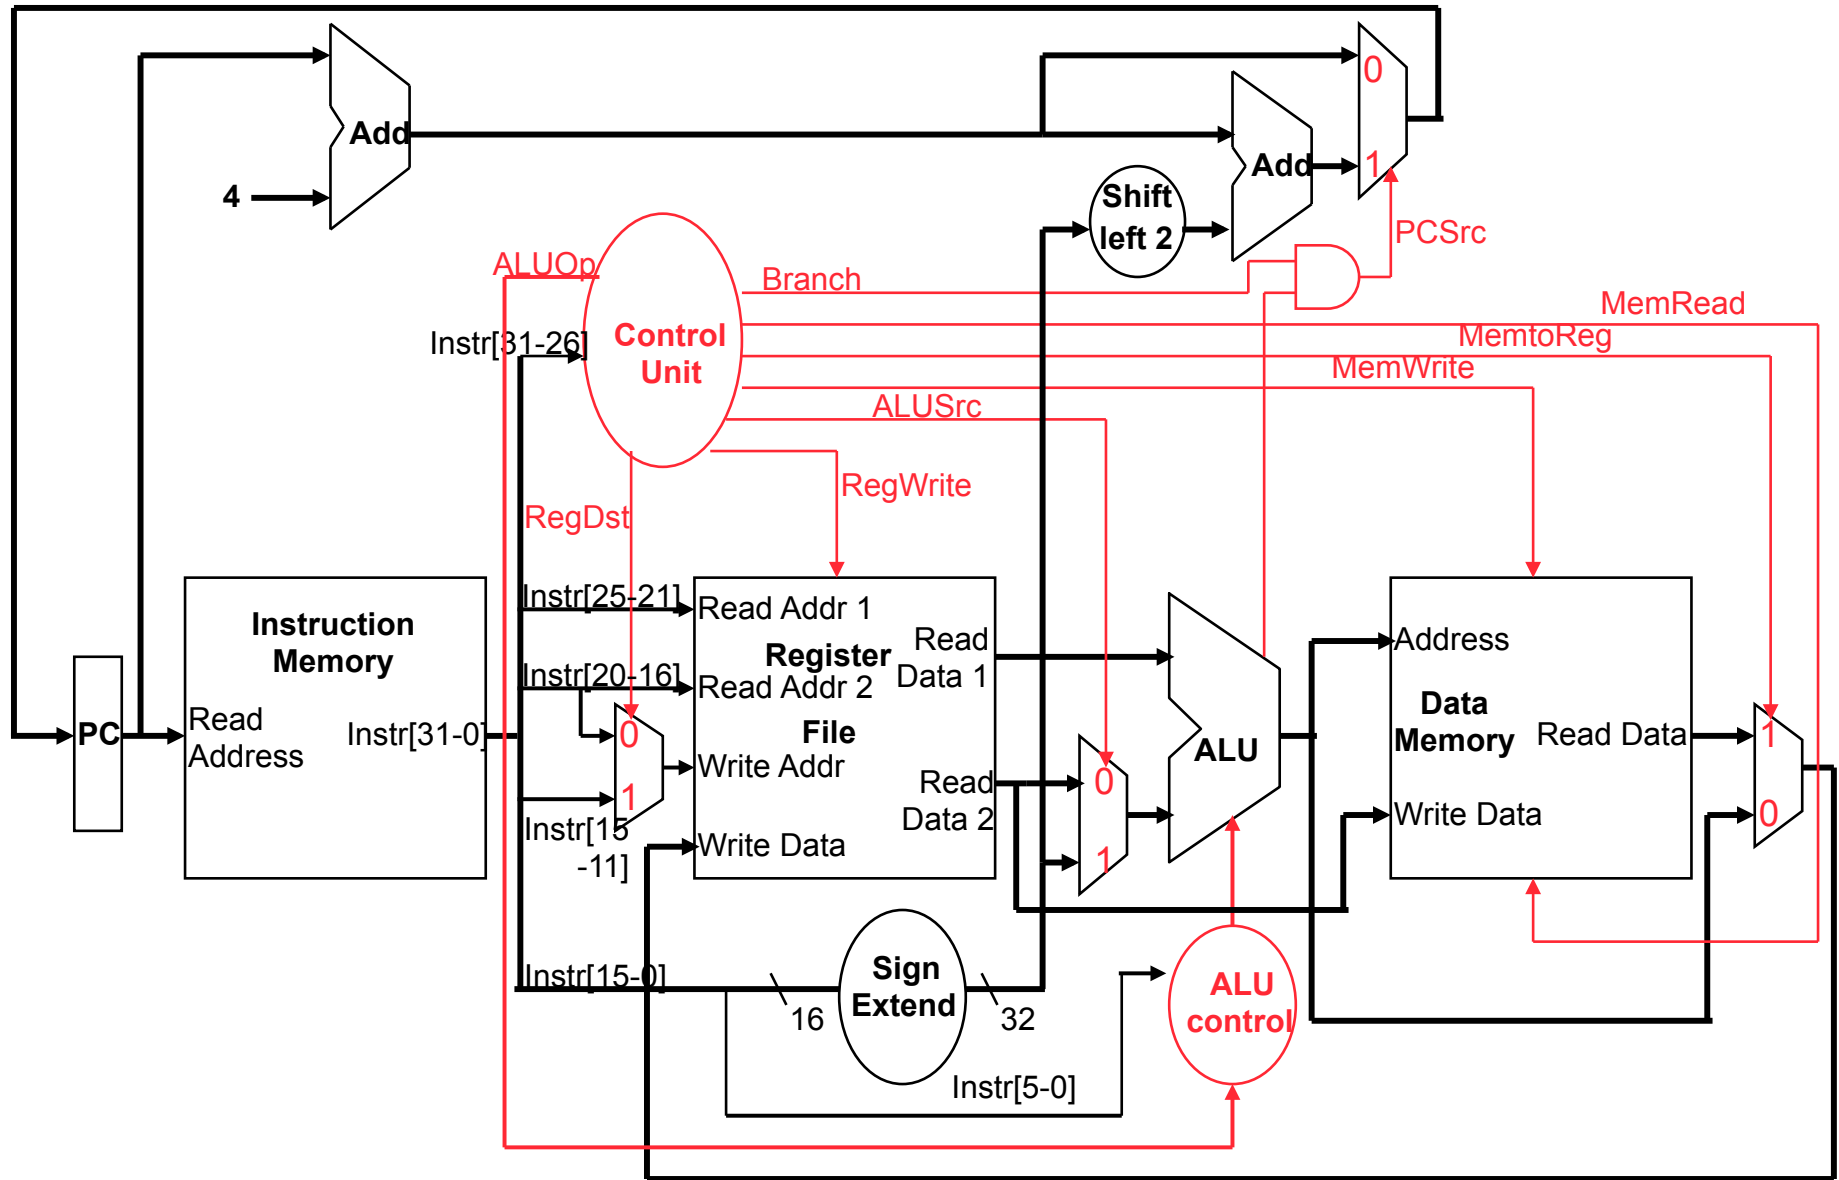 0
Add
Add
1
4
Shift
left 2
PCSrc
ALUOp
Branch
MemRead
Control
Unit
Instr[31-26]
MemtoReg
MemWrite
ALUSrc
RegWrite
RegDst
Instruction
Memory
Instr[25-21]
Read Addr 1
Register
Read
Data 1
Address
Instr[20-16]
Read Addr 2
Data
Memory
PC
Read
Address
Instr[31-0]
0
File
ALU
Read Data
1
Write Addr
1
Read
Data 2
0
Write Data
0
Instr[15
-11]
Write Data
1
Instr[15-0]
Sign
Extend
16
32
ALU
control
Instr[5-0]